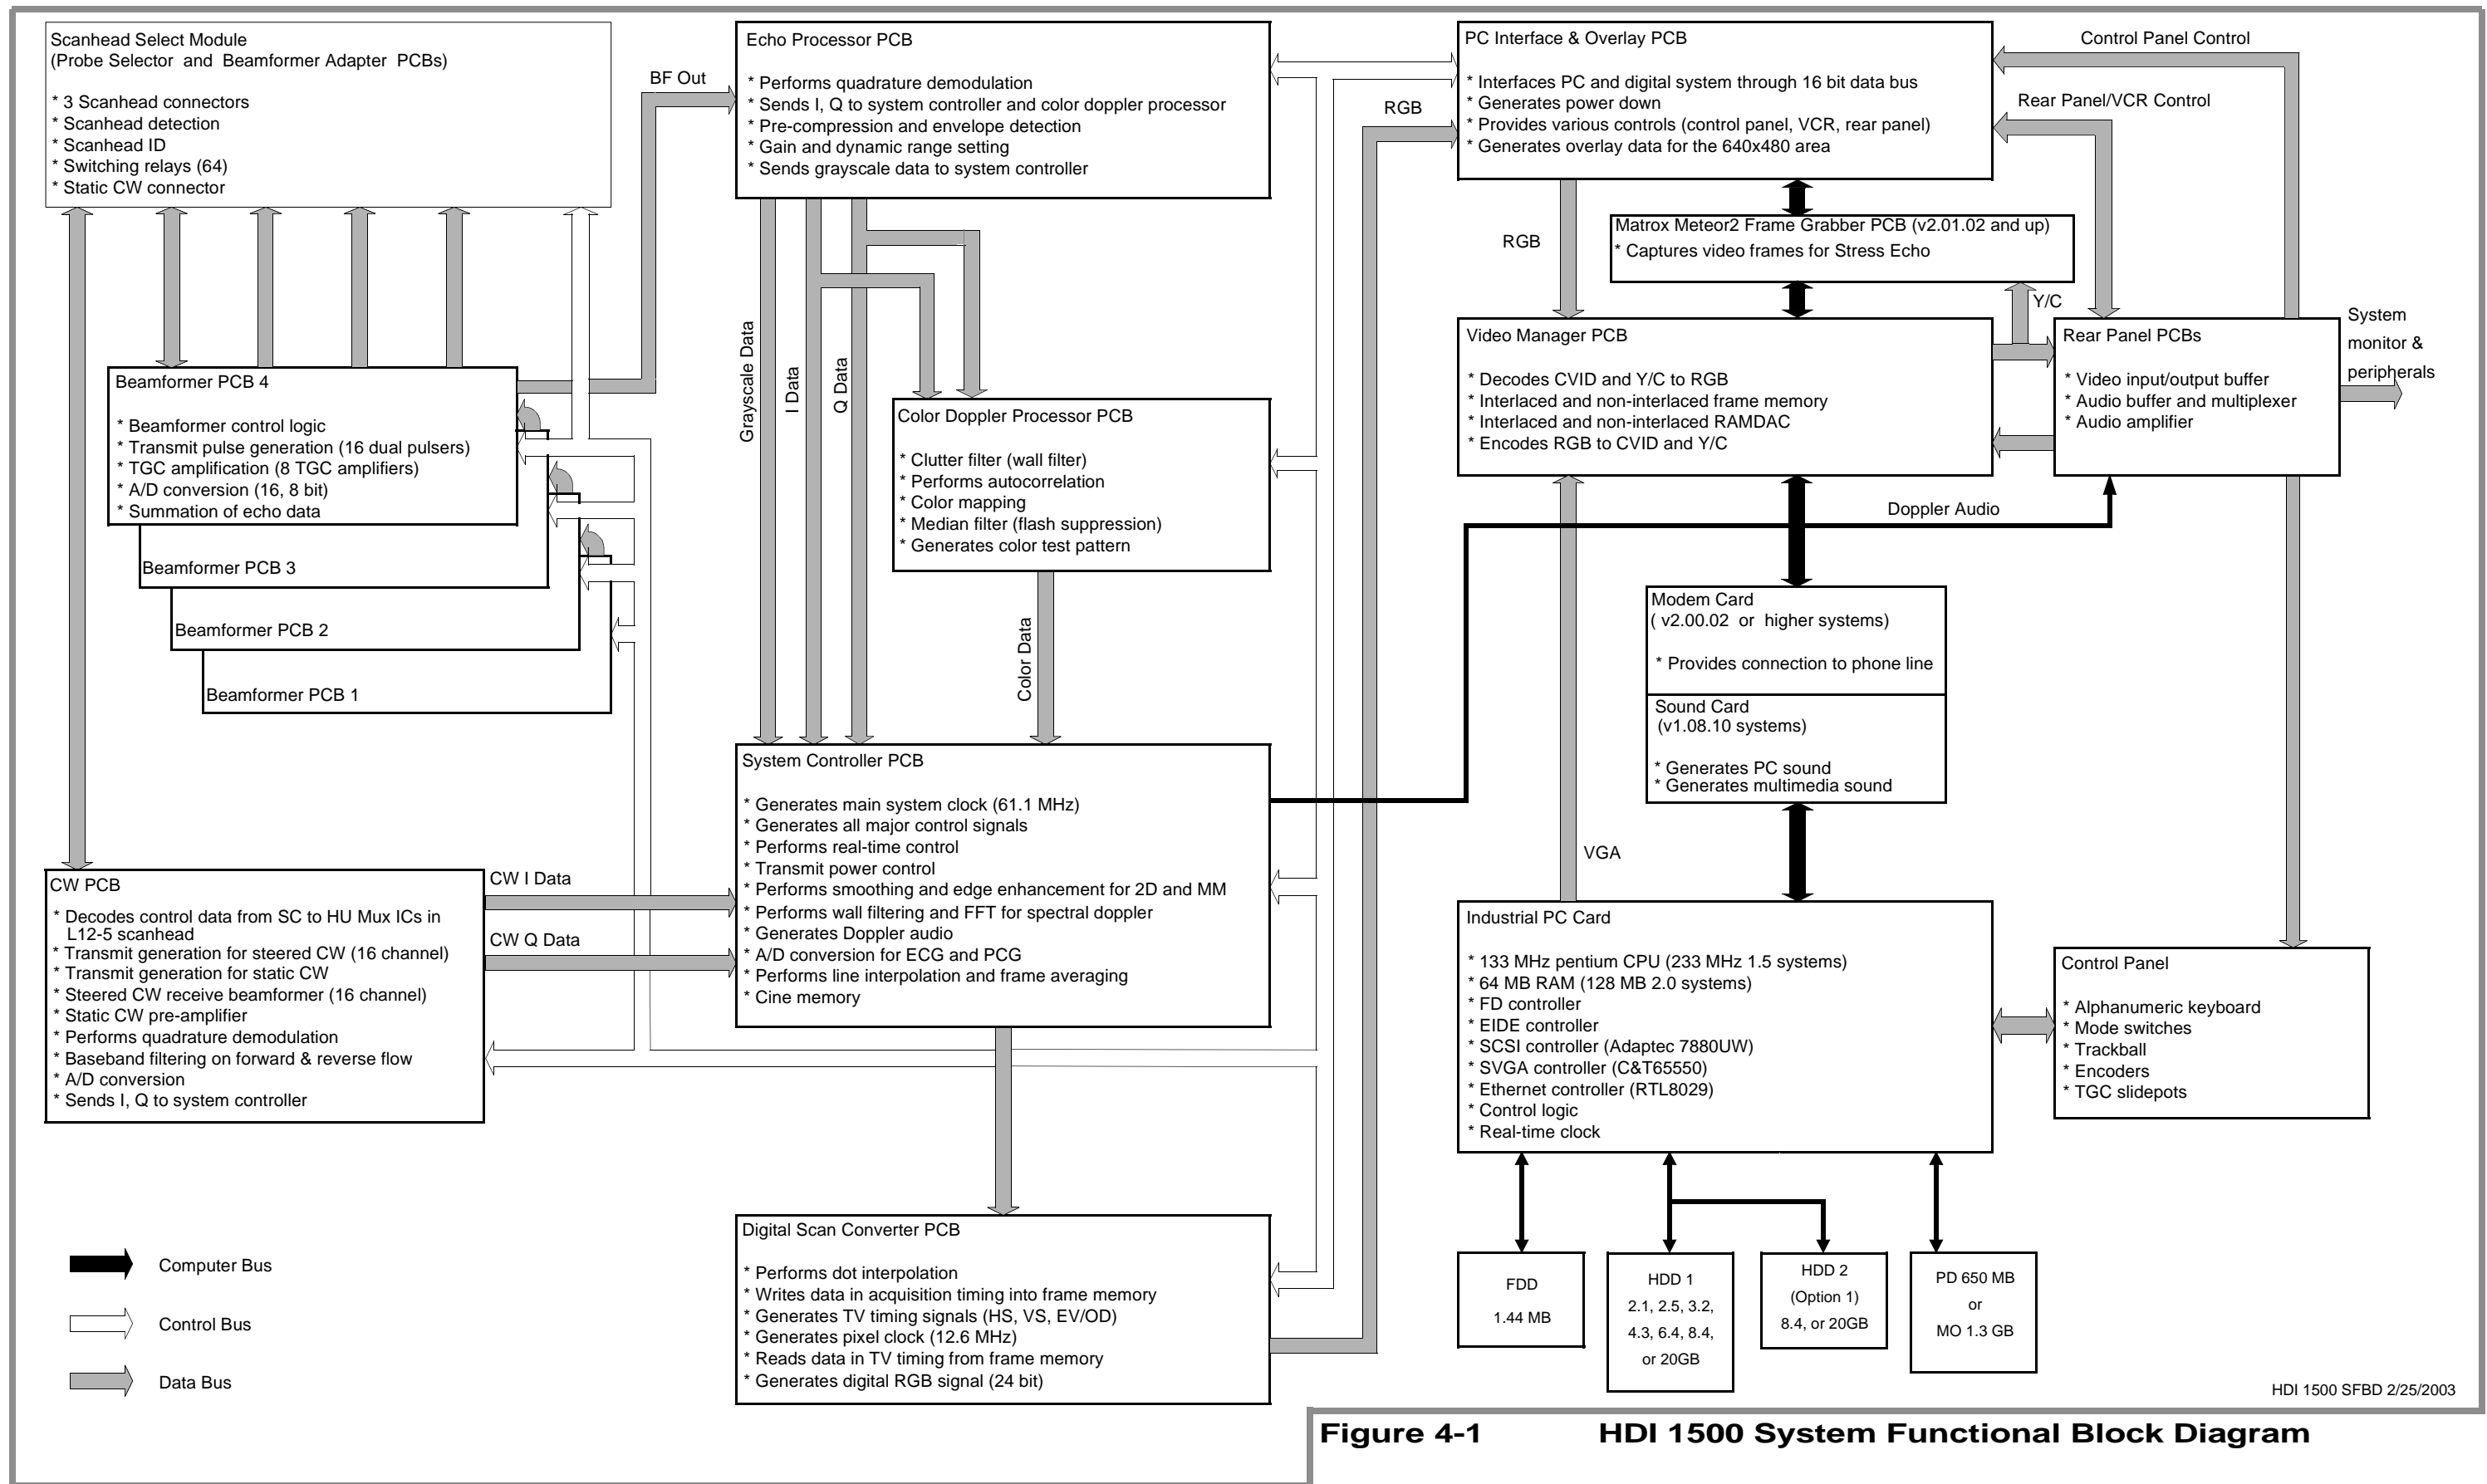 Scanhead Select Module
(Probe Selector and Beamformer Adapter PCBs)
* 3 Scanhead connectors
* Scanhead detection
* Scanhead ID
* Switching relays (64)
* Static CW connector
BF Out
Echo Processor PCB
* Performs quadrature demodulation
* Sends I, Q to system controller and color doppler processor
* Pre-compression and envelope detection
* Gain and dynamic range setting
* Sends grayscale data to system controller
RGB
PC Interface & Overlay PCB
* Interfaces PC and digital system through 16 bit data bus
* Generates power down
* Provides various controls (control panel, VCR, rear panel)
* Generates overlay data for the 640x480 area
Control Panel Control
Rear Panel/VCR Control
RGB
Matrox Meteor2 Frame Grabber PCB (v2.01.02 and up)
* Captures video frames for Stress Echo
Y/C
System
monitor &
peripherals
Beamformer PCB 4
* Beamformer control logic
* Transmit pulse generation (16 dual pulsers)
* TGC amplification (8 TGC amplifiers)
* A/D conversion (16, 8 bit)
* Summation of echo data
Beamformer PCB 3
Beamformer PCB 2
Beamformer PCB 1
Grayscale Data
I Data
Q Data
Color Doppler Processor PCB
* Clutter filter (wall filter)
* Performs autocorrelation
* Color mapping
* Median filter (flash suppression)
* Generates color test pattern
Color Data
Video Manager PCB
* Decodes CVID and Y/C to RGB
* Interlaced and non-interlaced frame memory
* Interlaced and non-interlaced RAMDAC
* Encodes RGB to CVID and Y/C
Rear Panel PCBs
* Video input/output buffer
* Audio buffer and multiplexer
* Audio amplifier
Doppler Audio
Modem Card
( v2.00.02 or higher systems)
* Provides connection to phone line
Sound Card
(v1.08.10 systems)
* Generates PC sound
* Generates multimedia sound
VGA
CW PCB
* Decodes control data from SC to HU Mux ICs in
L12-5 scanhead
* Transmit generation for steered CW (16 channel)
* Transmit generation for static CW
* Steered CW receive beamformer (16 channel)
* Static CW pre-amplifier
* Performs quadrature demodulation
* Baseband filtering on forward & reverse flow
* A/D conversion
* Sends I, Q to system controller
CW I Data
CW Q Data
System Controller PCB
* Generates main system clock (61.1 MHz)
* Generates all major control signals
* Performs real-time control
* Transmit power control
* Performs smoothing and edge enhancement for 2D and MM
* Performs wall filtering and FFT for spectral doppler
* Generates Doppler audio
* A/D conversion for ECG and PCG
* Performs line interpolation and frame averaging
* Cine memory
Industrial PC Card
* 133 MHz pentium CPU (233 MHz 1.5 systems)
* 64 MB RAM (128 MB 2.0 systems)
* FD controller
* EIDE controller
* SCSI controller (Adaptec 7880UW)
* SVGA controller (C&T65550)
* Ethernet controller (RTL8029)
* Control logic
* Real-time clock
Control Panel
* Alphanumeric keyboard
* Mode switches
* Trackball
* Encoders
* TGC slidepots
Digital Scan Converter PCB
* Performs dot interpolation
* Writes data in acquisition timing into frame memory
* Generates TV timing signals (HS, VS, EV/OD)
* Generates pixel clock (12.6 MHz)
* Reads data in TV timing from frame memory
* Generates digital RGB signal (24 bit)
FDD
1.44 MB
HDD 1
2.1, 2.5, 3.2,
4.3, 6.4, 8.4,
or 20GB
HDD 2
(Option 1)
8.4, or 20GB
PD 650 MB
or
MO 1.3 GB
Computer Bus
Control Bus
Data Bus
HDI 1500 SFBD 2/25/2003
Figure 4-1 HDI 1500 System Functional Block Diagram